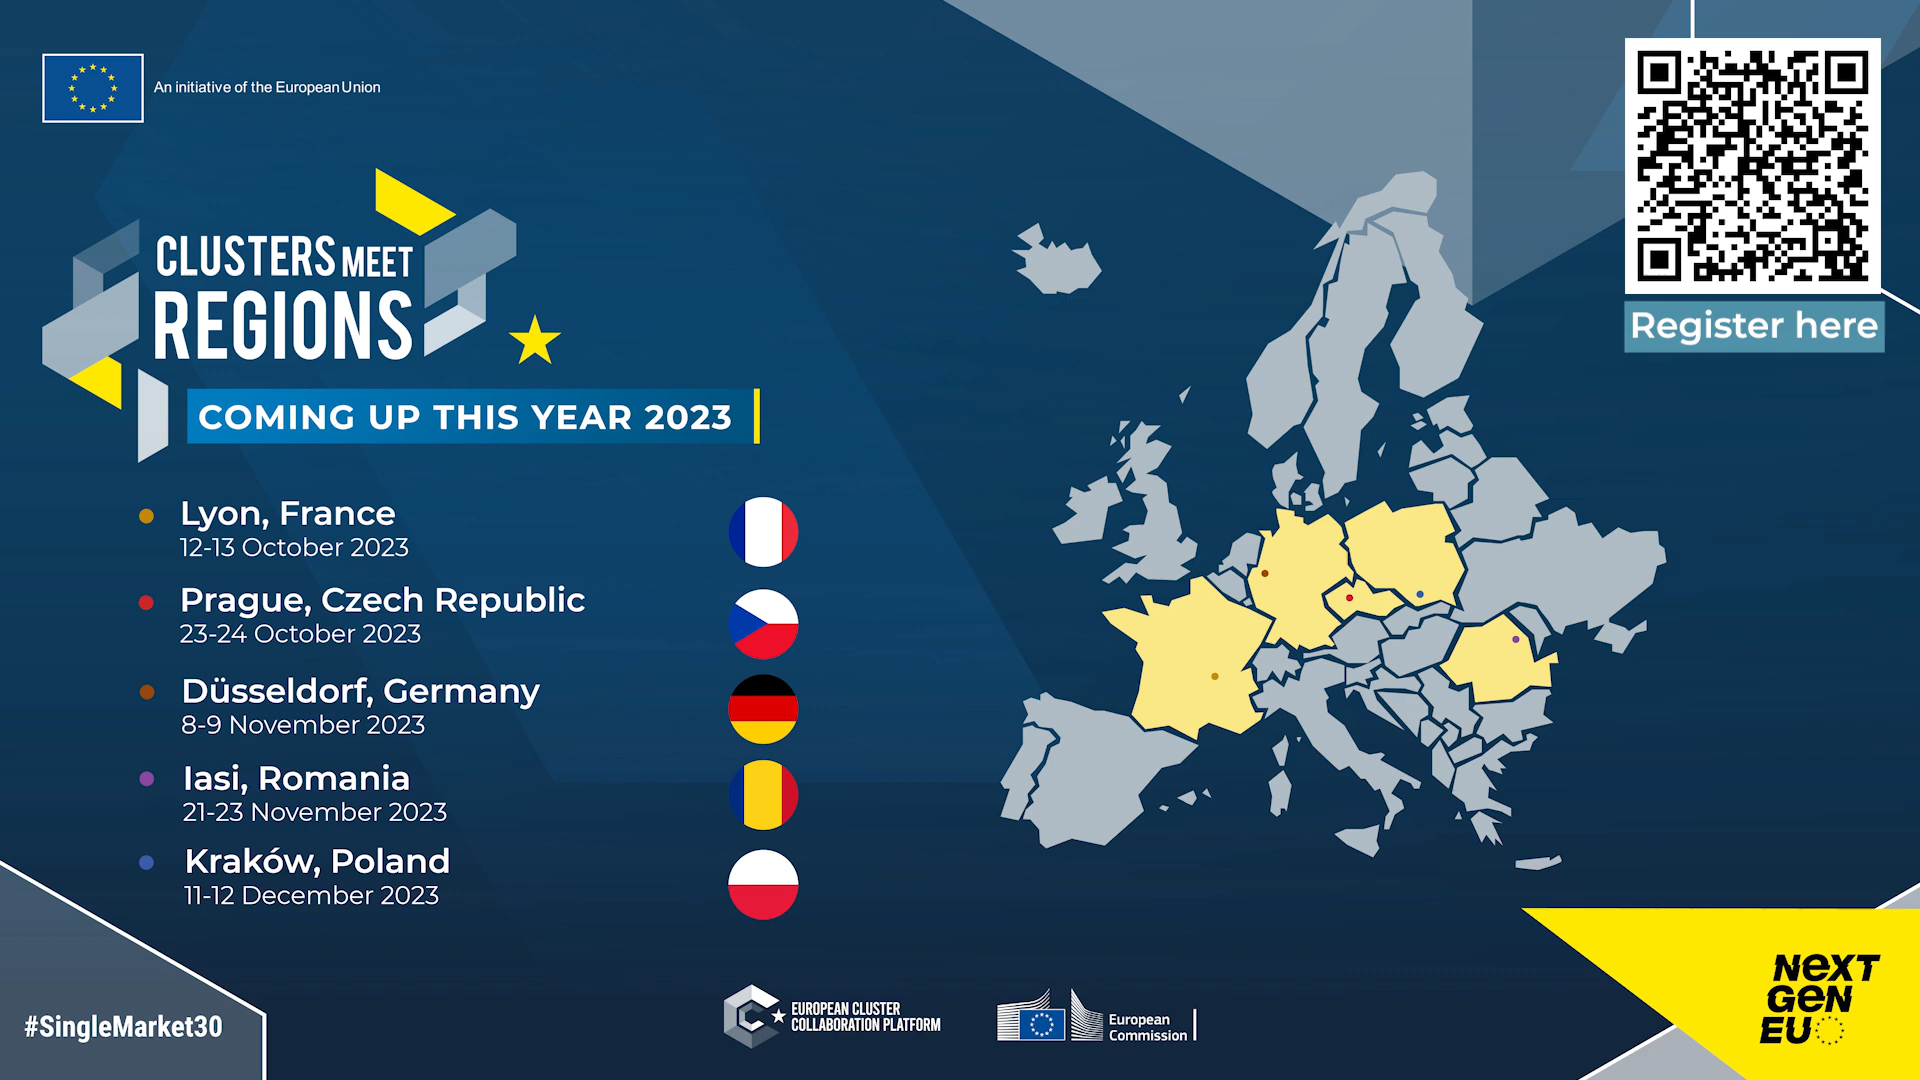 An initiative of the European Union
CLUSTERS MEET
REGIONS
COMING UP THIS YEAR 2023
Lyon, France
12-13 October 2023
Prague, Czech Republic
23-24 October 2023
Düsseldorf, Germany
8-9 November 2023
Iasi, Romania
21-23 November 2023
Kraków, Poland
11-12 December 2023
Register here
#SingleMarket30
EUROPEAN CLUSTER
COLLABORATION PLATFORM
European
Commission
NEXT
GEN
EU